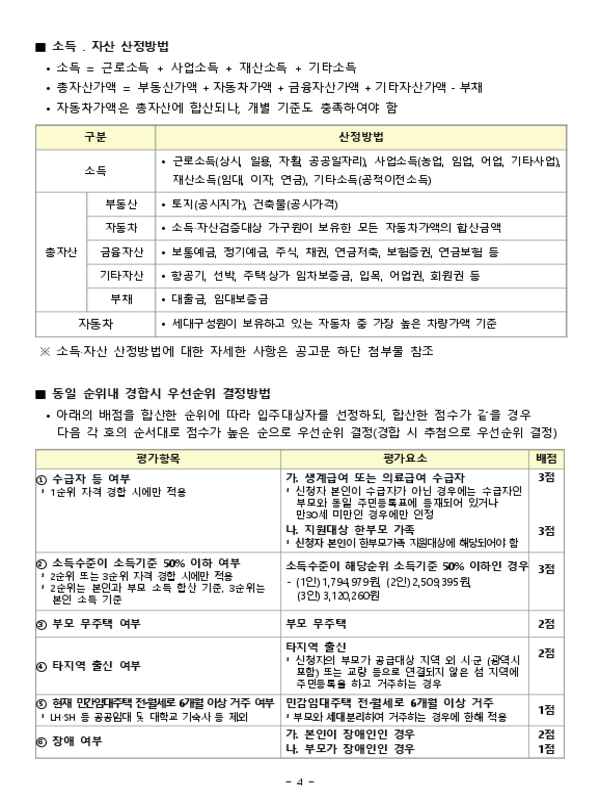 ■ 소득 . 자산 산정방법
• 소득 = 근로소득 + 사업소득 + 재산소득 + 기타소득
• 총자산가액 = 부동산가액 + 자동차가액 + 금융자산가액 + 기타자산가액 - 부채
• 자동차가액은 총자산에 합산되나, 개별 기준도 충족하여야 함
구분 산정방법
소득
• 근로소득(상시, 일용, 자활, 공공일자리), 사업소득(농업, 임업, 어업, 기타사업),
재산소득(임대, 이자, 연금), 기타소득(공적이전소득)
총자산
부동산 • 토지(공시지가), 건축물(공시가격)
자동차 • 소득·자산검증대상 가구원이 보유한 모든 자동차가액의 합산금액
금융자산 • 보통예금, 정기예금, 주식, 채권, 연금저축, 보험증권, 연금보험 등
기타자산 • 항공기, 선박, 주택·상가 임차보증금, 입목, 어업권, 회원권 등
부채 • 대출금, 임대보증금
자동차 • 세대구성원이 보유하고 있는 자동차 중 가장 높은 차량가액 기준
※ 소득·자산 산정방법에 대한 자세한 사항은 공고문 하단 첨부물 참조
■ 동일 순위내 경합시 우선순위 결정방법
• 아래의 배점을 합산한 순위에 따라 입주대상자를 선정하되, 합산한 점수가 같을 경우
다음 각 호의 순서대로 점수가 높은 순으로 우선순위 결정(경합 시 추첨으로 우선순위 결정)
평가항목 평가요소 배점
① 수급자 등 여부
* 1순위 자격 경합 시에만 적용
가. 생계급여 또는 의료급여 수급자 3점
* 신청자 본인이 수급자가 아닌 경우에는 수급자인
부모와 동일 주민등록표에 등재되어 있거나
만30세 미만인 경우에만 인정
나. 지원대상 한부모 가족 3점
* 신청자 본인이 한부모가족 지원대상에 해당되어야 함
② 소득수준이 소득기준 50% 이하 여부
* 2순위 또는 3순위 자격 경합 시에만 적용
* 2순위는 본인과 부모 소득 합산 기준, 3순위는
본인 소득 기준
소득수준이 해당순위 소득기준 50% 이하인 경우 3점
- (1인) 1,794,979원, (2인) 2,509,395원,
(3인) 3,120,260원
③ 부모 무주택 여부 부모 무주택 2점
④ 타지역 출신 여부
타지역 출신 2점
* 신청자의 부모가 공급대상 지역 외 시·군 (광역시
포함) 또는 교량 등으로 연결되지 않은 섬 지역에
주민등록을 하고 거주하는 경우
⑤ 현재 민간임대주택 전·월세로 6개월 이상 거주 여부
* LH·SH 등 공공임대 및 대학교 기숙사 등 제외
민감임대주택 전·월세로 6개월 이상 거주 1점
* 부모와 세대분리하여 거주하는 경우에 한해 적용
⑥ 장애 여부
가. 본인이 장애인인 경우 2점
나. 부모가 장애인인 경우 1점
- 4 -